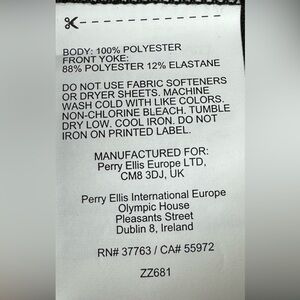 BODY: 100% POLYESTER
FRONT YOKE:
88% POLYESTER 12% ELASTANE
DO NOT USE FABRIC SOFTENERS
OR DRYER SHEETS. MACHINE
WASH COLD WITH LIKE COLORS.
NON-CHLORINE BLEACH. TUMBLE
DRY LOW. COOL IRON. DO NOT
IRON ON PRINTED LABEL.
MANUFACTURED FOR:
Perry Ellis Europe LTD,
CM8 3DJ, UK
Perry Ellis International Europe
Olympic House
Pleasants Street
Dublin 8, Ireland
RN# 37763 / CA# 55972
ZZ681